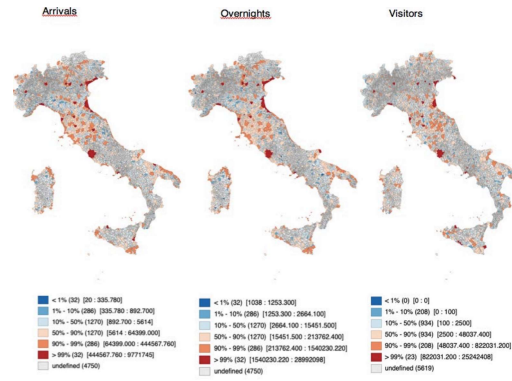 Arrivals
Overnights
Visitors
< 1% (32) [20 : 335.780]
1% - 10% (286) [335.780 : 892.700]
10% - 50% (1270) [892.700 : 5614]
50% - 90% (1270) [5614 : 64399.000]
90% - 99% (286) [64399.000 : 444567.760]
> 99% (32) [444567.760 : 9771745]
undefined (4750)
< 1% (32) [1038 : 1253.300]
1% - 10% (286) [1253.300 : 2664.100]
10% - 50% (1270) [2664.100 : 15451.500]
50% - 90% (1270) [15451.500 : 213762.400]
90% - 99% (286) [213762.400 : 1540230.220]
> 99% (32) [1540230.220 : 28992098]
undefined (4750)
< 1% (0) [0 : 0]
1% - 10% (208) [0 : 100]
10% - 50% (934) [100 : 2500]
50% - 90% (934) [2500 : 48037.400]
90% - 99% (208) [48037.400 : 822031.200]
> 99% (23) [822031.200 : 25242408]
undefined (5619)